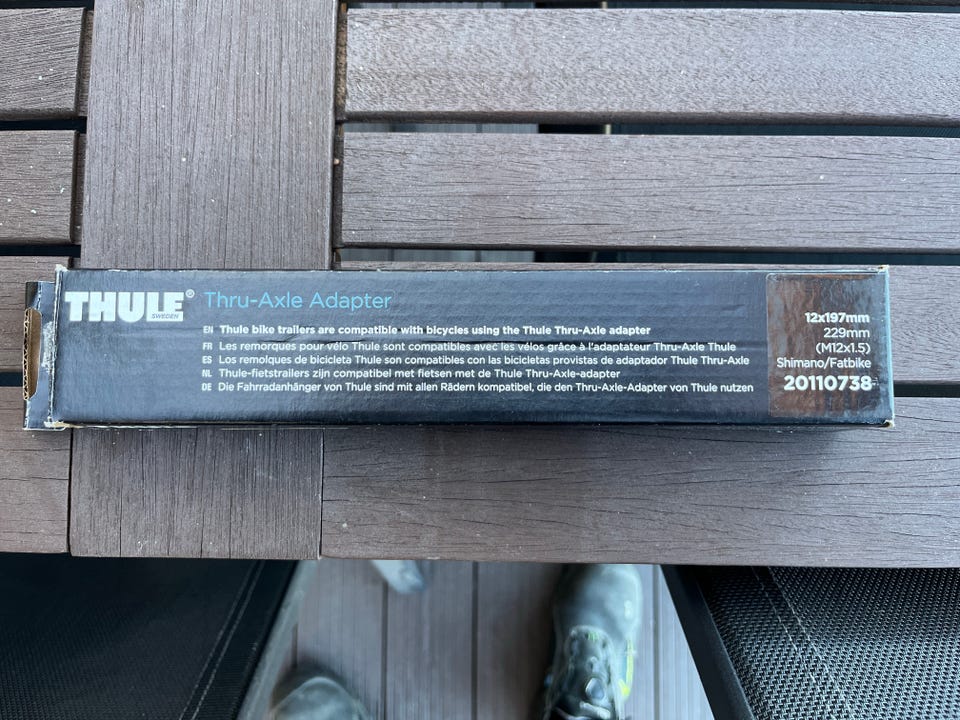 THULE® Thru-Axle Adapter
SWEDEN
EN Thule bike trailers are compatible with bicycles using the Thule Thru-Axle adapter
FR Les remorques pour vélo Thule sont compatibles avec les vélos grâce à l'adaptateur Thru-Axle Thule
ES Los remolques de bicicleta Thule son compatibles con las bicicletas provistas de adaptador Thule Thru-Axle
NL Thule-fietstrailers zijn compatibel met fietsen met de Thule Thru-Axle-adapter
DE Die Fahrradanhänger von Thule sind mit allen Rädern kompatibel, die den Thru-Axle-Adapter von Thule nutzen
12x197mm
229mm
(M12x1.5)
Shimano/Fatbike
20110738